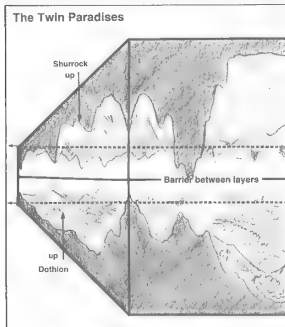 The Twin Paradises
Shurrock
up
Barrier between layers
up
Dothion